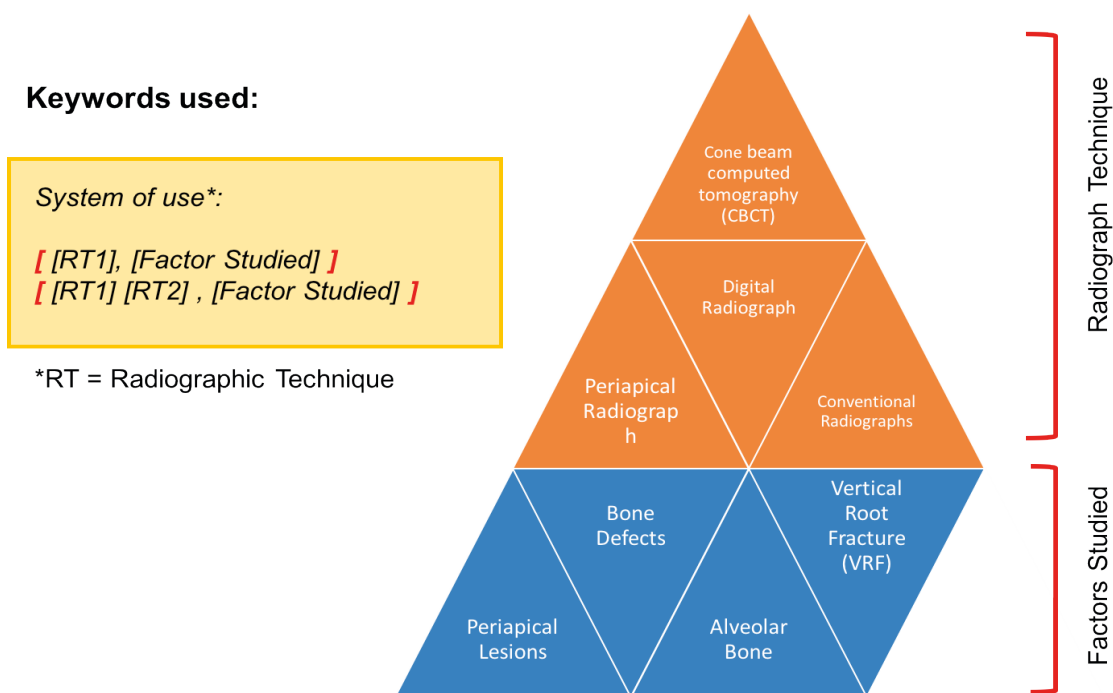 Keywords used:
System of use*:
[ [RT1], [Factor Studied] ]
[ [RT1] [RT2] , [Factor Studied] ]
*RT = Radiographic Technique
Cone beam
computed
tomography
(CBCT)
Digital
Radiograph
Periapical
Radiograp
h
Conventional
Radiographs
Radiograph Technique
Bone
Defects
Vertical
Root
Fracture
(VRF)
Periapical
Lesions
Alveolar
Bone
Factors Studied